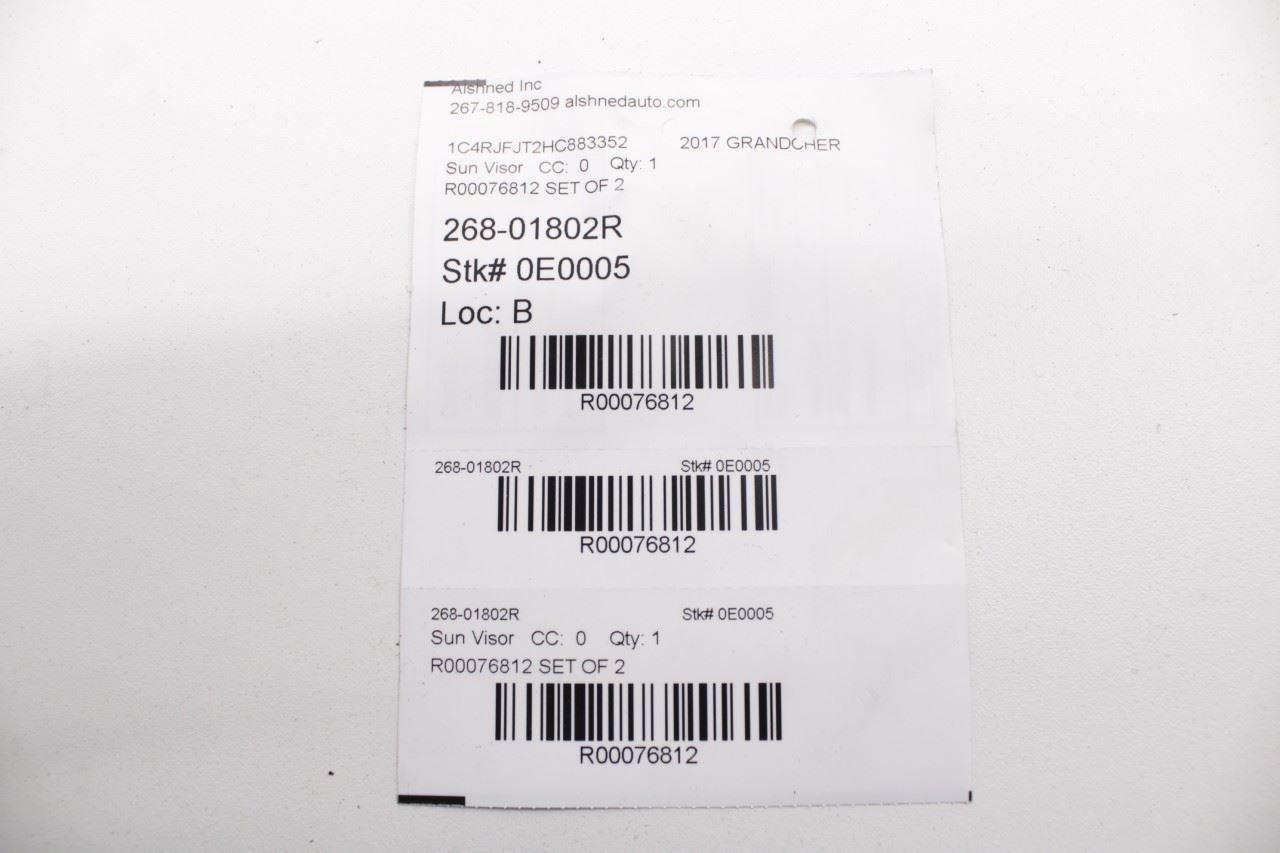 Alshned Inc
267-818-9509 alshnedauto.com
1C4RJFJT2HC883352 2017 GRANDCHER
Sun Visor CC: 0 Qty: 1
R00076812 SET OF 2
268-01802R
Stk# 0E0005
Loc: B
R00076812
268-01802R Stk# 0E0005
R00076812
268-01802R Stk# 0E0005
Sun Visor CC: 0 Qty: 1
R00076812 SET OF 2
R00076812